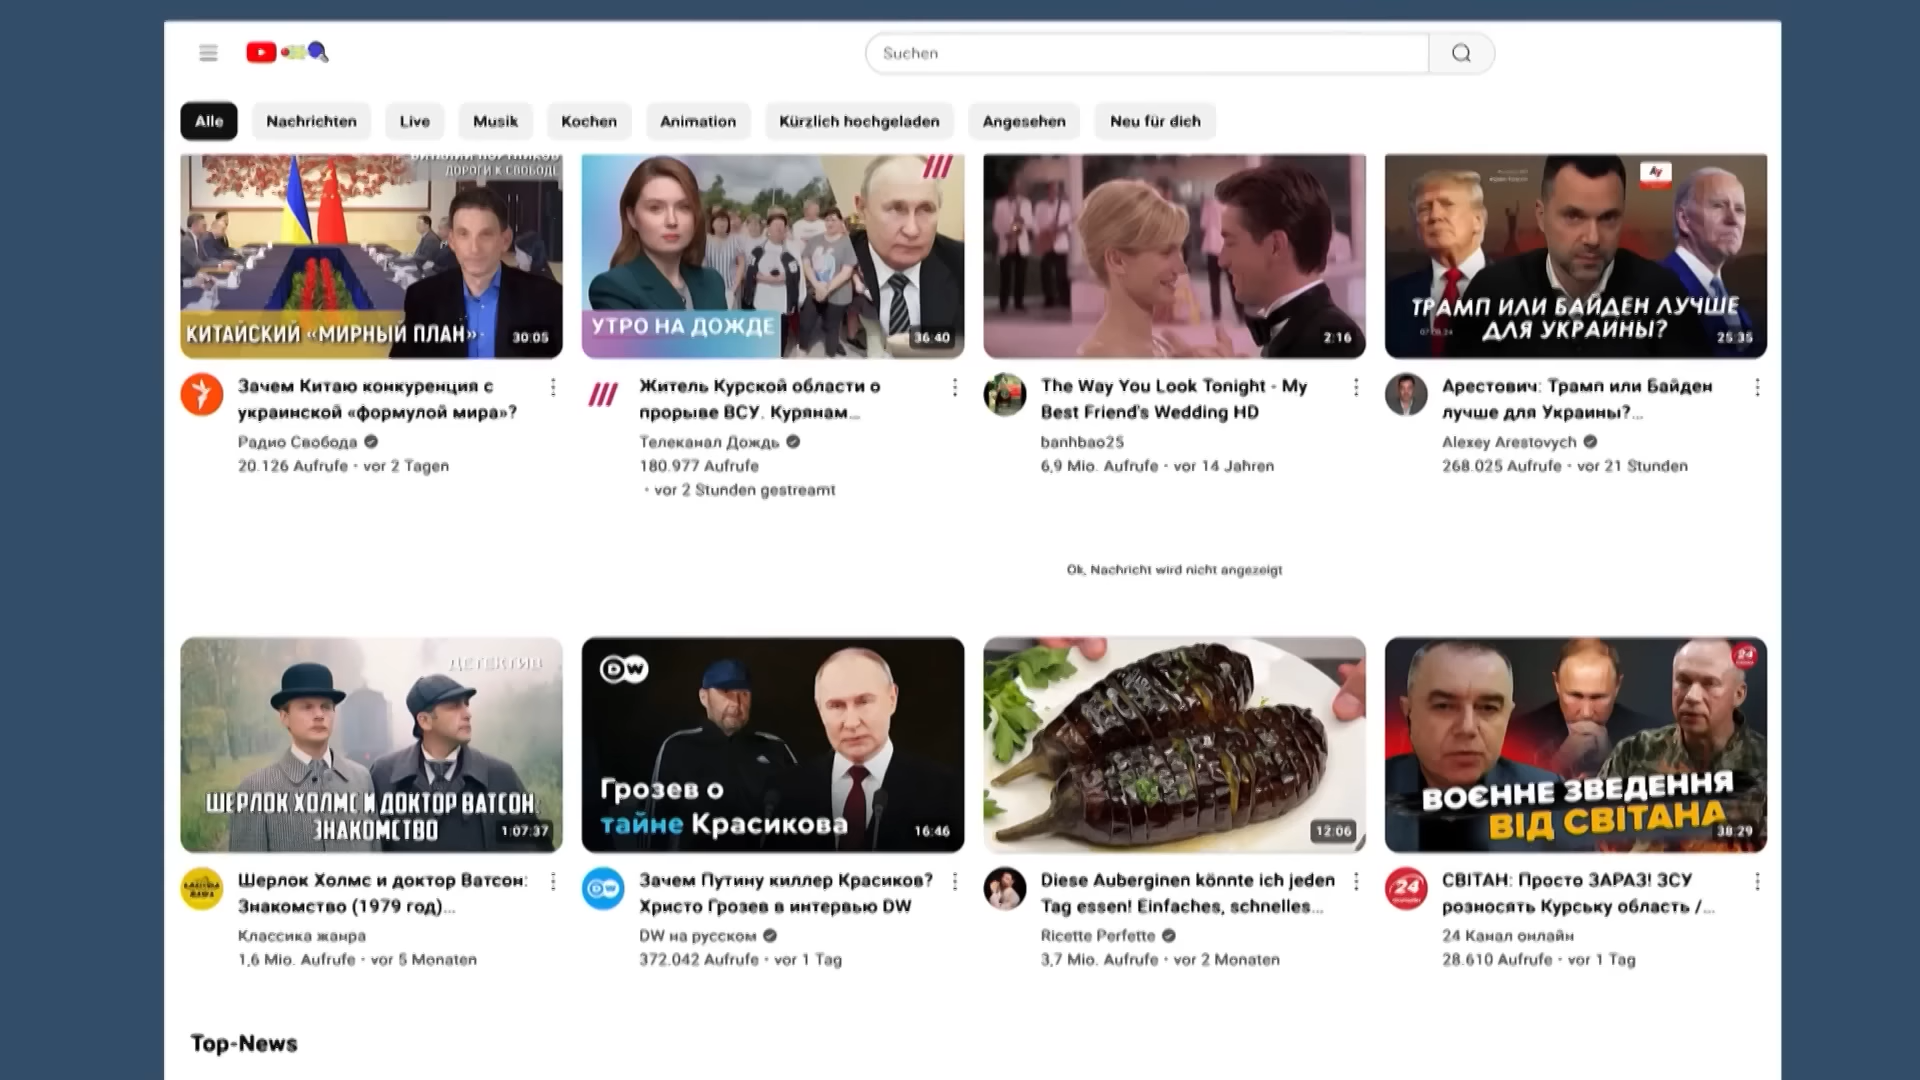 Suchen
Alle
Nachrichten
Live
Musik
Kochen
Animation
Kürzlich hochgeladen
Angesehen
Neu für dich
ВИТАЛИЙ ПОРТНИКОВ
ДОРОГИ К СВОБОДЕ
КИТАЙСКИЙ «МИРНЫЙ ПЛАН»
30:05
УТРО НА ДОЖДЕ
36:40
2:16
ТРАМП ИЛИ БАЙДЕН ЛУЧШЕ
ДЛЯ УКРАИНЫ?
25:35
Зачем Китаю конкуренция с
украинской «формулой мира»?
Радио Свобода
20.126 Aufrufe • vor 2 Tagen
Житель Курской области о
прорыве ВСУ. Курянам...
Телеканал Дождь
180.977 Aufrufe
• vor 2 Stunden gestreamt
The Way You Look Tonight - My
Best Friend's Wedding HD
banhbao25
6,9 Mio. Aufrufe • vor 14 Jahren
Арестович: Трамп или Байден
лучше для Украины?...
Alexey Arestovych
268.025 Aufrufe • vor 21 Stunden
Ok, Nachricht wird nicht angezeigt
ДЕТЕКТИВ
ШЕРЛОК ХОЛМС И ДОКТОР ВАТСОН:
ЗНАКОМСТВО
1:07:37
DW
Грозев о
тайне Красикова
16:46
12:06
24
ВОЄННЕ ЗВЕДЕННЯ
ВІД СВІТАНА
38:29
Шерлок Холмс и доктор Ватсон:
Знакомство (1979 год)...
Классика жанра
1,6 Mio. Aufrufe • vor 5 Monaten
DW
Зачем Путину киллер Красиков?
Христо Грозев в интервью DW
DW на русском
372.042 Aufrufe • vor 1 Tag
Diese Auberginen könnte ich jeden
Tag essen! Einfaches, schnelles...
Ricette Perfette
3,7 Mio. Aufrufe • vor 2 Monaten
24
СВІТАН: Просто ЗАРАЗ! ЗСУ
розносять Курську область /...
24 Канал онлайн
28.610 Aufrufe • vor 1 Tag
Top-News